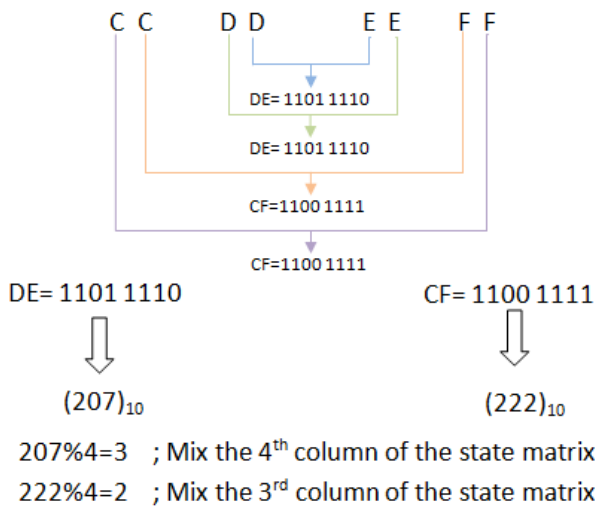 C C D D E E F F
DE= 1101 1110
DE= 1101 1110
CF=1100 1111
CF=1100 1111
DE= 1101 1110 CF= 1100 1111
(207)₁₀ (222)₁₀
207%4=3 ; Mix the 4ᵗʰ column of the state matrix
222%4=2 ; Mix the 3ʳᵈ column of the state matrix